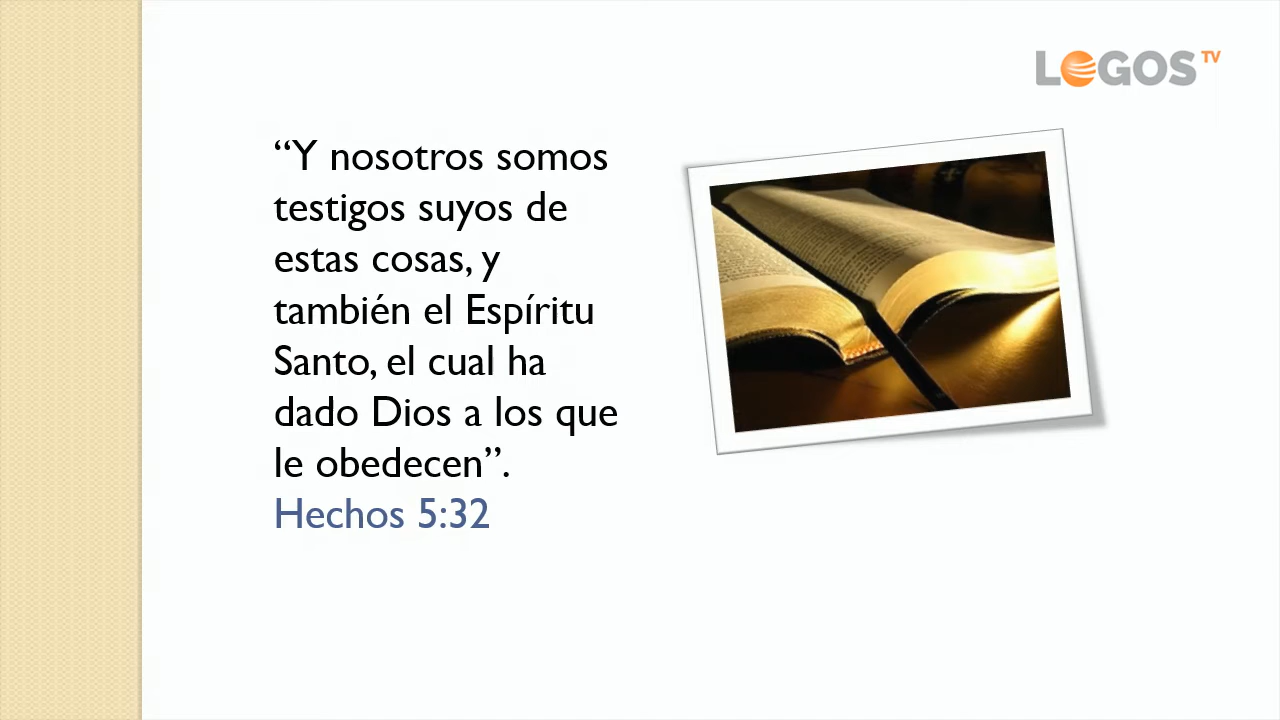 LOGOS TV
“Y nosotros somos
testigos suyos de
estas cosas, y
también el Espíritu
Santo, el cual ha
dado Dios a los que
le obedecen”.
Hechos 5:32